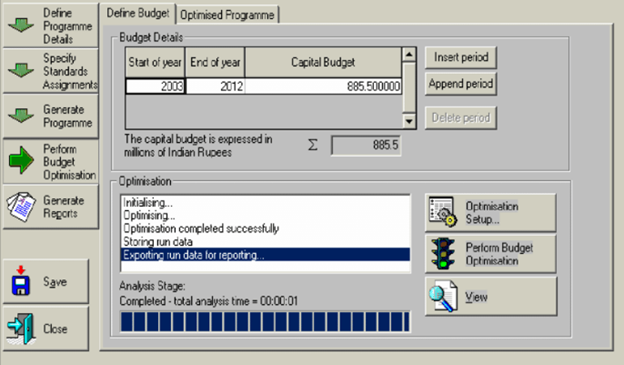 Define
Programme
Details
Specify
Standards
Assignments
Generate
Programme
Perform
Budget
Optimisation
Generate
Reports
Save
Close
Define Budget
Optimised Programme
Budget Details
Start of year End of year Capital Budget
2003 2012 885.500000
The capital budget is expressed in
millions of Indian Rupees
Σ 885.5
Insert period
Append period
Delete period
Optimisation
Initialising...
Optimising...
Optimisation completed successfully
Storing run data
Exporting run data for reporting...
Analysis Stage:
Completed - total analysis time = 00:00:01
Optimisation
Setup...
Perform Budget
Optimisation
View